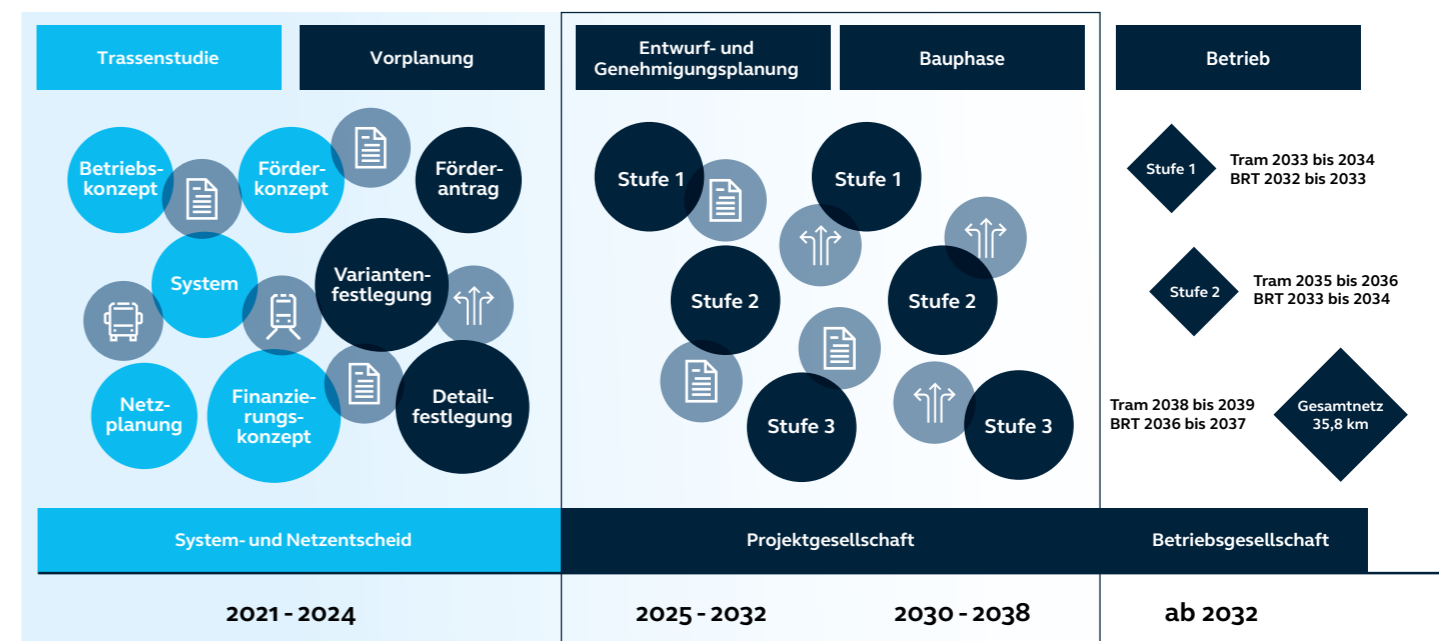 Trassenstudie
Vorplanung
Entwurf- und
Genehmigungsplanung
Bauphase
Betrieb
Betriebs-
konzept
Förder-
konzept
Förder-
antrag
System
Varianten-
festlegung
Netz-
planung
Finanzie-
rungs-
konzept
Detail-
festlegung
Stufe 1
Stufe 2
Stufe 3
Stufe 1
Stufe 2
Stufe 3
Stufe 1
Tram 2033 bis 2034
BRT 2032 bis 2033
Stufe 2
Tram 2035 bis 2036
BRT 2033 bis 2034
Tram 2038 bis 2039
BRT 2036 bis 2037
Gesamtnetz
35,8 km
System- und Netzentscheid
Projektgesellschaft
Betriebsgesellschaft
2021 - 2024
2025 - 2032
2030 - 2038
ab 2032